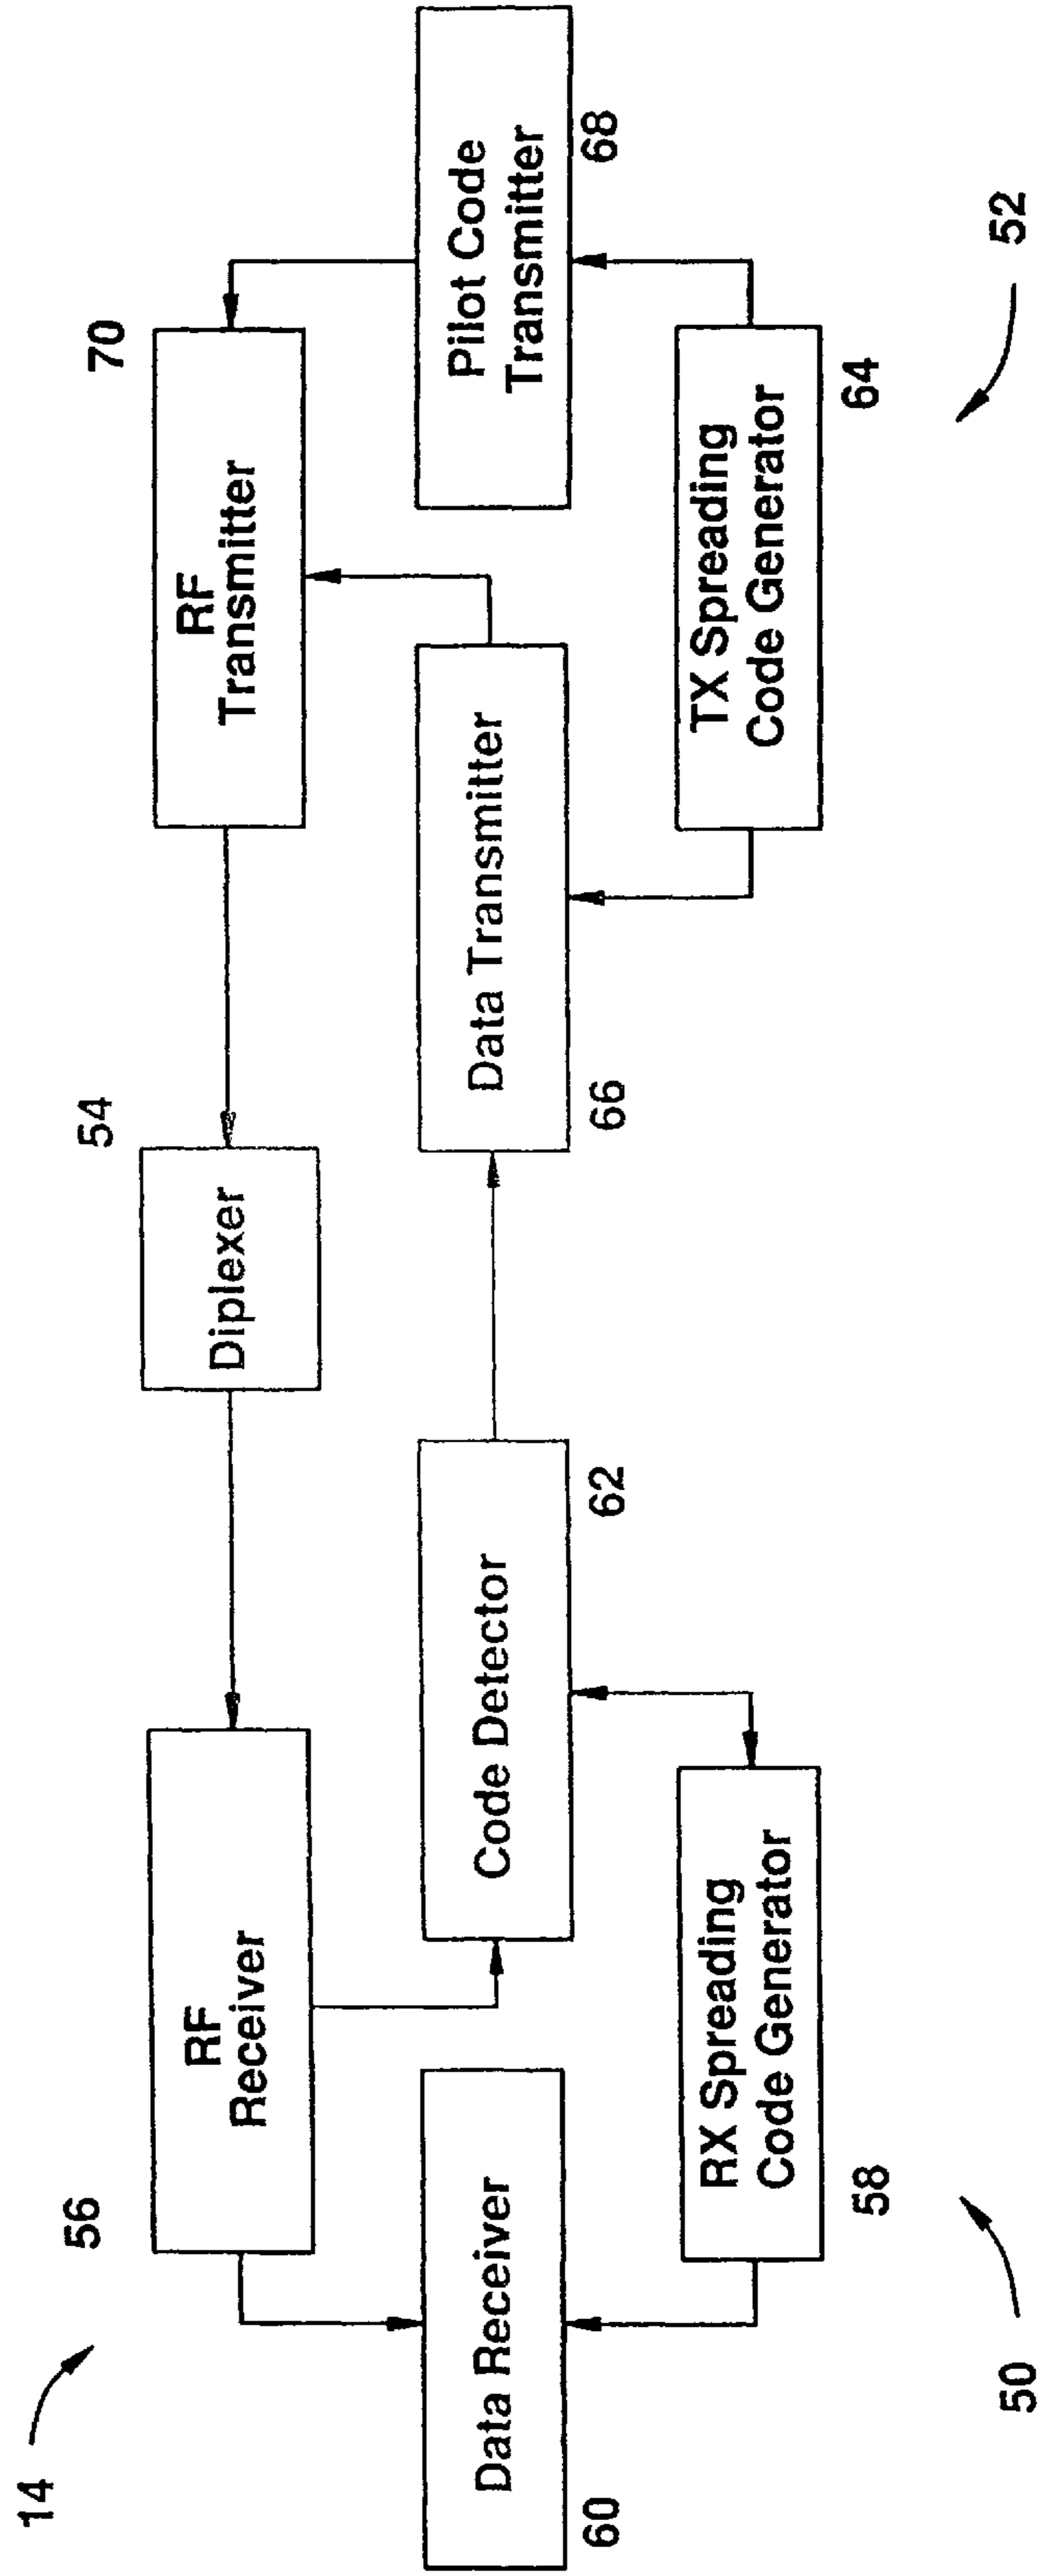 14
56
54
70
RF
Receiver
Diplexer
RF
Transmitter
Data Receiver
60
Code Detector
62
Data Transmitter
66
Pilot Code
Transmitter
68
RX Spreading
Code Generator
58
TX Spreading
Code Generator
64
50
52